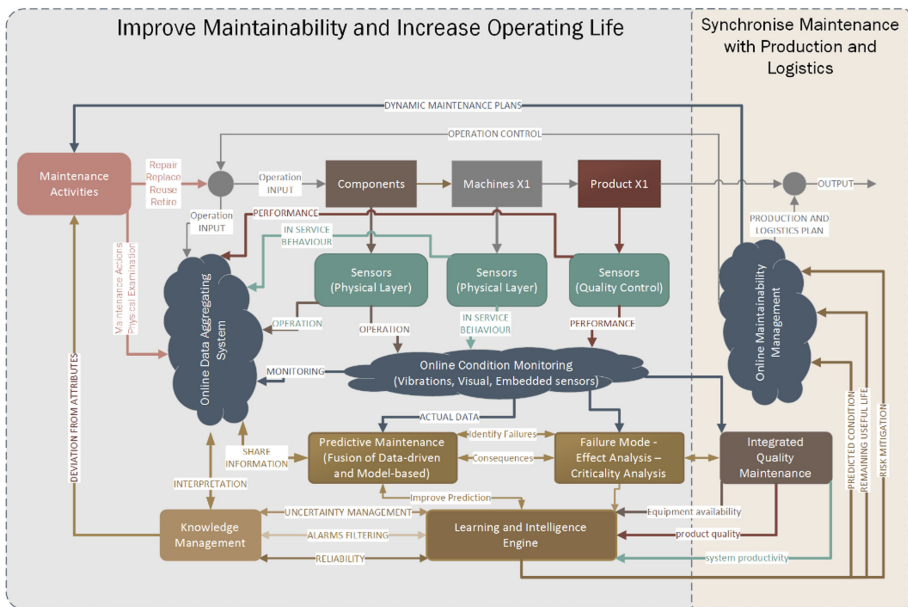 Improve Maintainability and Increase Operating Life
Synchronise Maintenance
with Production and
Logistics
DYNAMIC MAINTENANCE PLANS
OPERATION CONTROL
Maintenance
Activities
Repair
Replace
Reuse
Retire
Operation
INPUT
Components
Machines X1
Product X1
OUTPUT
Operation
INPUT
PERFORMANCE
IN SERVICE
BEHAVIOUR
PRODUCTION AND
LOGISTICS PLAN
Maintenance Actions
Physical Examination
Online Data Aggregating
System
Sensors
(Physical Layer)
Sensors
(Physical Layer)
Sensors
(Quality Control)
Online Maintainability
Management
OPERATION
OPERATION
IN SERVICE
BEHAVIOUR
PERFORMANCE
MONITORING
Online Condition Monitoring
(Vibrations, Visual, Embedded sensors)
DEVIATION FROM ATTRIBUTES
ACTUAL DATA
PREDICTED CONDITION
REMAINING USEFUL LIFE
RISK MITIGATION
SHARE
INFORMATION
Predictive Maintenance
(Fusion of Data-driven
and Model-based)
Identify Failures
Consequences
Failure Mode -
Effect Analysis –
Criticality Analysis
Integrated
Quality
Maintenance
INTERPRETATION
Improve Prediction
Knowledge
Management
UNCERTAINTY MANAGEMENT
ALARMS FILTERING
RELIABILITY
Learning and Intelligence
Engine
Equipment availability
product quality
system productivity